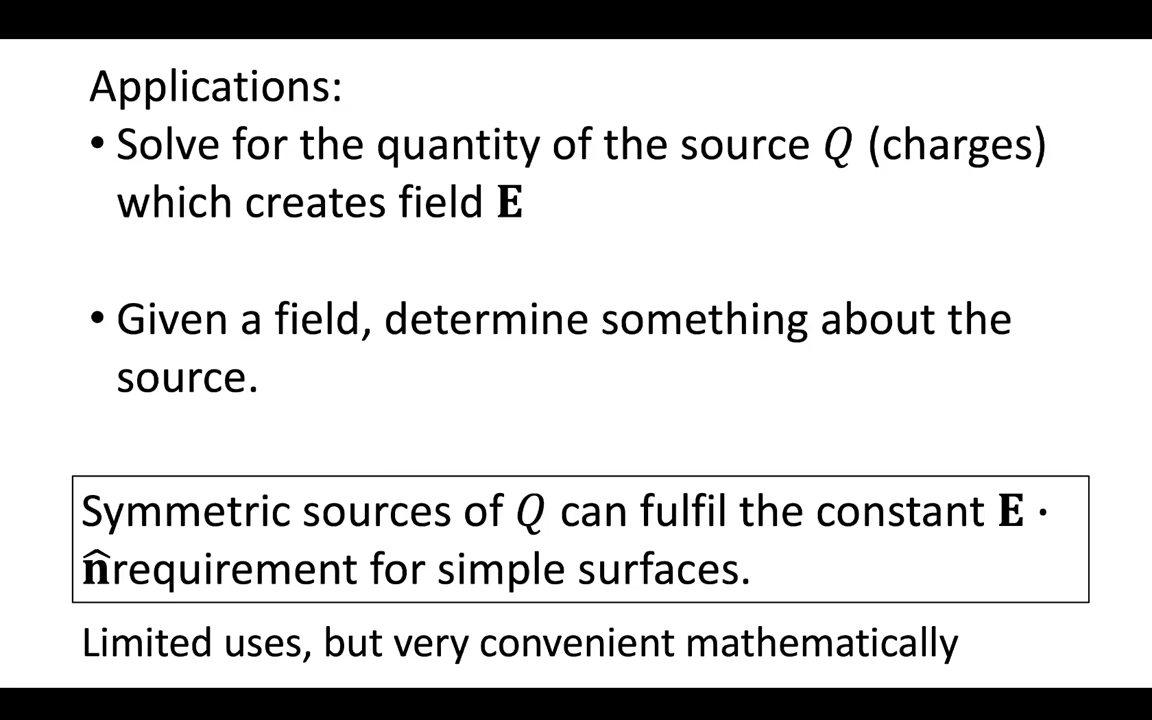 Applications:
• Solve for the quantity of the source 𝑄 (charges)
which creates field 𝐄
• Given a field, determine something about the
source.
Symmetric sources of 𝑄 can fulfil the constant 𝐄 ·
𝐧̂requirement for simple surfaces.
Limited uses, but very convenient mathematically